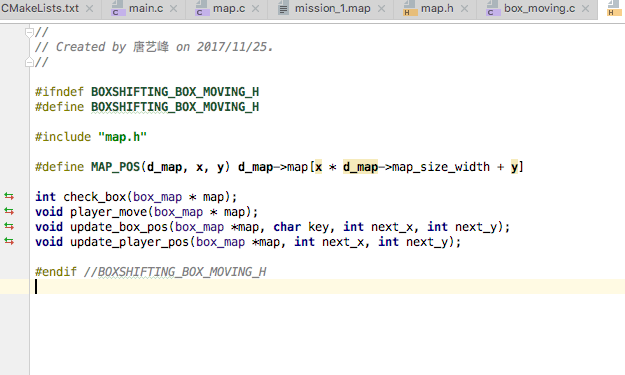 CMakeLists.txt main.c map.c mission_1.map map.h box_moving.c
//
// Created by 唐艺峰 on 2017/11/25.
//
#ifndef BOXSHIFTING_BOX_MOVING_H
#define BOXSHIFTING_BOX_MOVING_H
#include "map.h"
#define MAP_POS(d_map, x, y) d_map->map[x * d_map->map_size_width + y]
int check_box(box_map * map);
void player_move(box_map * map);
void update_box_pos(box_map *map, char key, int next_x, int next_y);
void update_player_pos(box_map *map, int next_x, int next_y);
#endif //BOXSHIFTING_BOX_MOVING_H